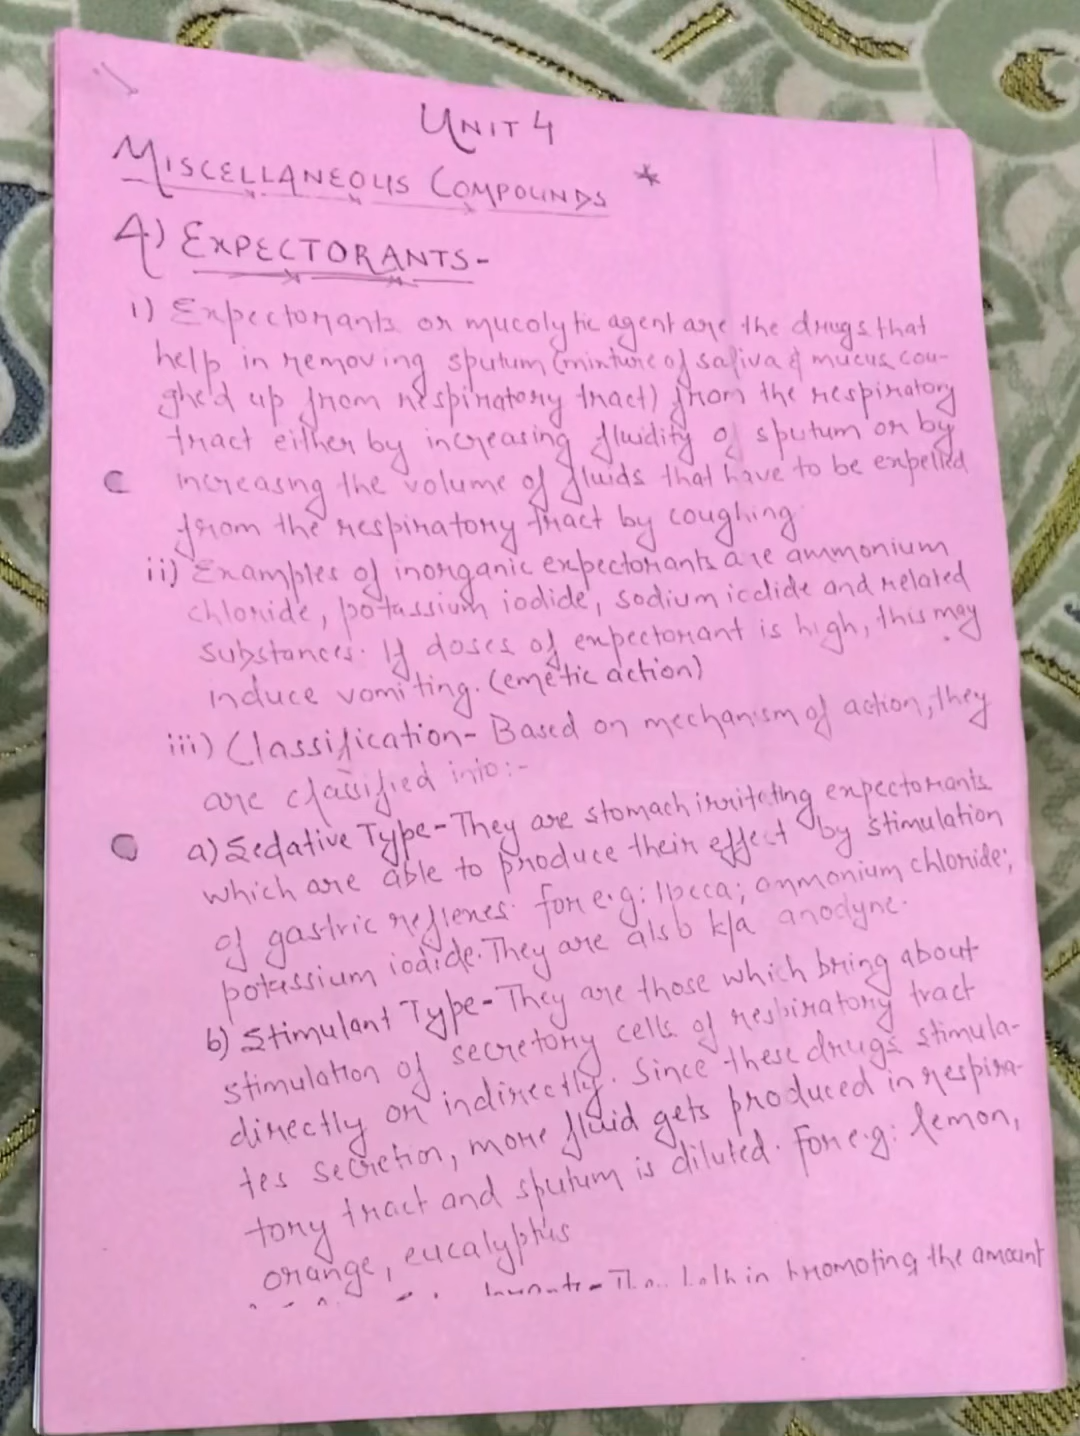 UNIT 4
MISCELLANEOUS COMPOUNDS *
A) EXPECTORANTS-
i) Expectorants or mucolytic agent are the drugs that
help in removing sputum (mixture of saliva & mucus cou-
ghed up from respiratory tract) from the respiratory
tract either by increasing fluidity of sputum or by
increasing the volume of fluids that have to be expelled
from the respiratory tract by coughing
ii) Examples of inorganic expectorants are ammonium
chloride, potassium iodide, sodium iodide and related
substances. If doses of expectorant is high, this may
induce vomiting. (emetic action)
iii) Classification- Based on mechanism of action, they
are classified into:-
a) Sedative Type- They are stomach irritating expectorants
which are able to produce their effect by stimulation
of gastric reflexes. for e.g: Ipeca; ammonium chloride;
potassium iodide. They are also k/a anodyne.
b) Stimulant Type- They are those which bring about
stimulation of secretory cells of respiratory tract
directly or indirectly. Since these drugs stimula-
tes secretion, more fluid gets produced in respira-
tory tract and sputum is diluted. for e.g: lemon,
orange, eucalyptus
in promoting the amount